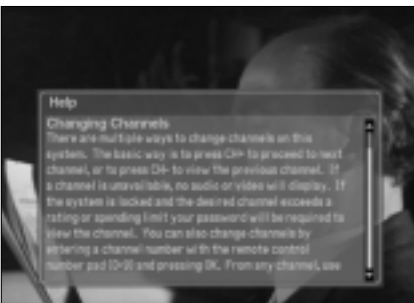 Help
Changing Channels
There are multiple ways to change channels on this
system. The basic way is to press CH+ to proceed to next
channel, or to press CH- to view the previous channel. If
a channel is unavailable, no audio or video will display. If
the system is locked and the desired channel exceeds a
rating or spending limit your password will be required to
view the channel. You can also change channels by
entering a channel number with the remote control
number pad (0-9) and pressing OK. From any channel, use